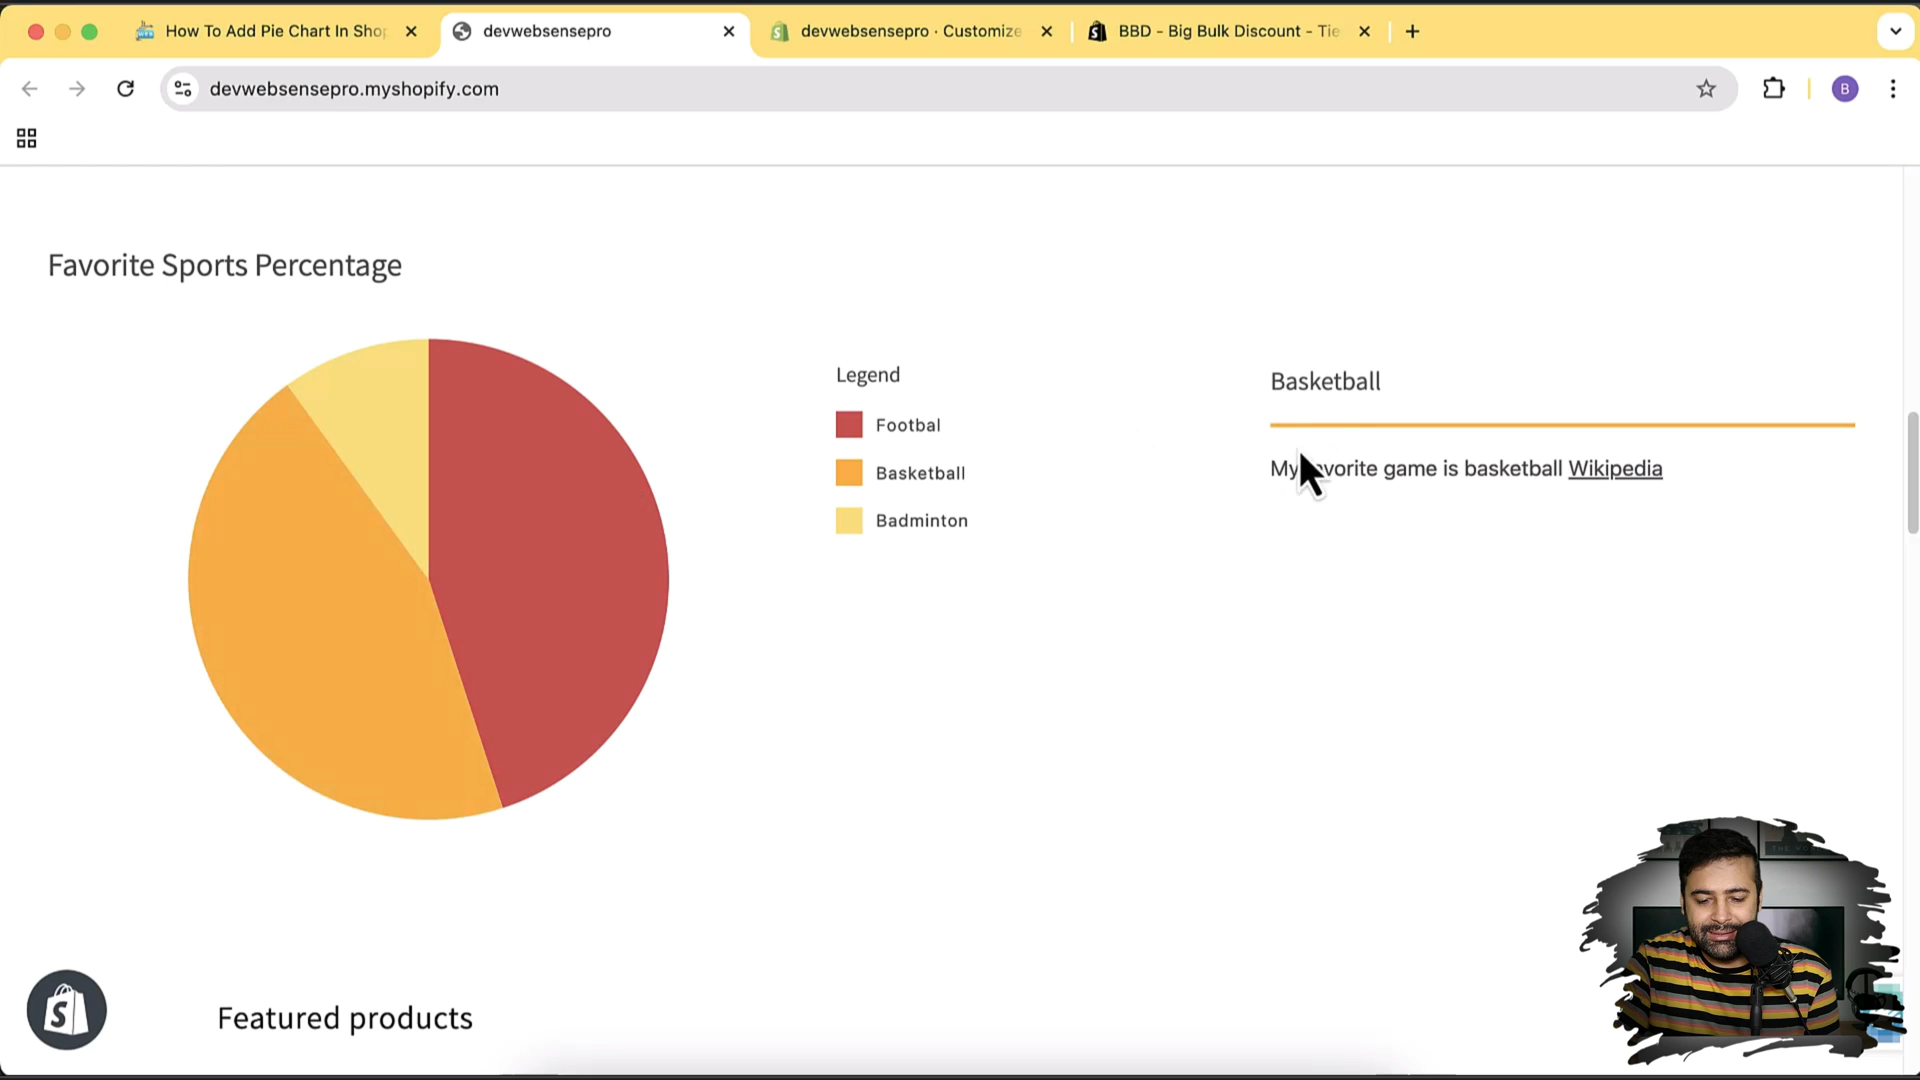 How To Add Pie Chart In Shop
devwebsensepro
devwebsensepro · Customize
BBD - Big Bulk Discount - Tie
devwebsensepro.myshopify.com
B
Favorite Sports Percentage
Legend
Footbal
Basketball
Badminton
Basketball
My favorite game is basketball Wikipedia
Featured products